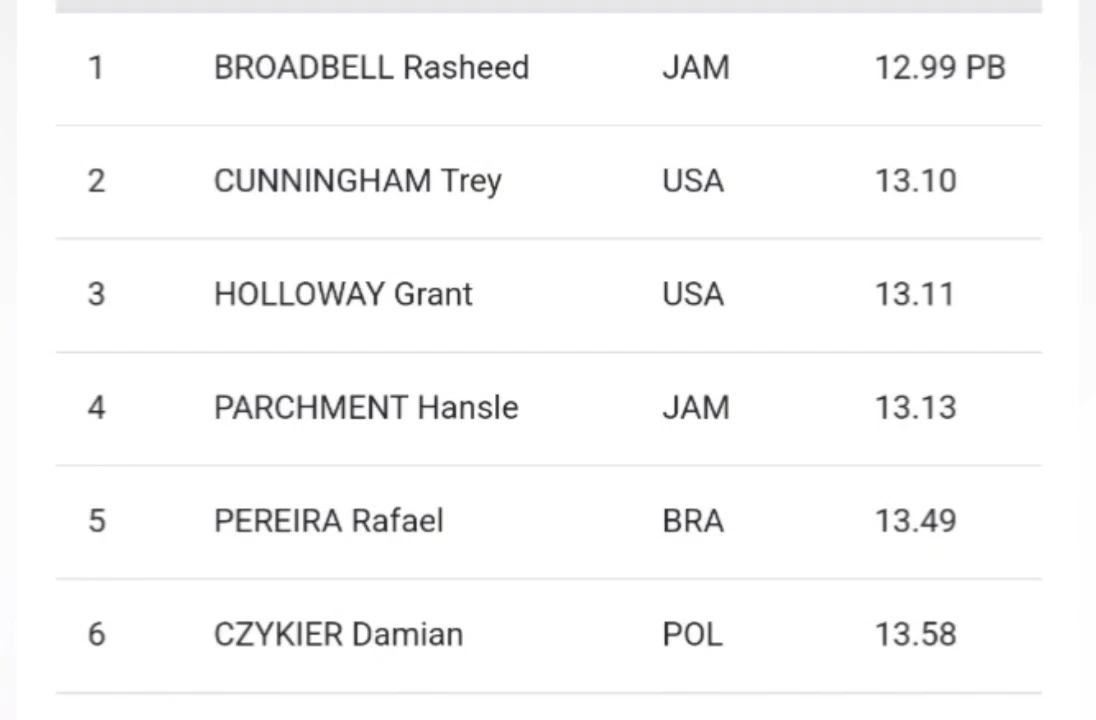 1 BROADBELL Rasheed JAM 12.99 PB
2 CUNNINGHAM Trey USA 13.10
3 HOLLOWAY Grant USA 13.11
4 PARCHMENT Hansle JAM 13.13
5 PEREIRA Rafael BRA 13.49
6 CZYKIER Damian POL 13.58